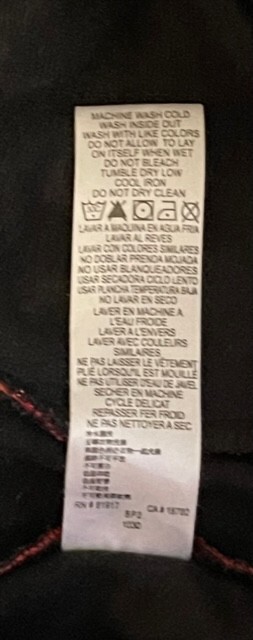 MACHINE WASH COLD
WASH INSIDE OUT
WASH WITH LIKE COLORS
DO NOT ALLOW TO LAY
ON ITSELF WHEN WET
DO NOT BLEACH
TUMBLE DRY LOW
COOL IRON
DO NOT DRY CLEAN
LAVAR A MAQUINA EN AGUA FRIA
LAVAR AL REVES
LAVAR CON COLORES SIMILARES
NO DOBLAR PRENDA MOJADA
NO USAR BLANQUEADORES
USAR SECADORA CICLO LENTO
USAR PLANCHA TEMPERATURA BAJA
NO LAVAR EN SECO
LAVER EN MACHINE A
L'EAU FROIDE
LAVER A L'ENVERS
LAVER AVEC COULEURS
SIMILAIRES
NE PAS LAISSER LE VÊTEMENT
PLIÉ LORSQU'IL EST MOUILLÉ
NE PAS UTILISER D'EAU DE JAVEL
SECHER EN MACHINE
CYCLE DELICAT
REPASSER FER FROID
NE PAS NETTOYER A SEC
RN # 81917 CA # 18782